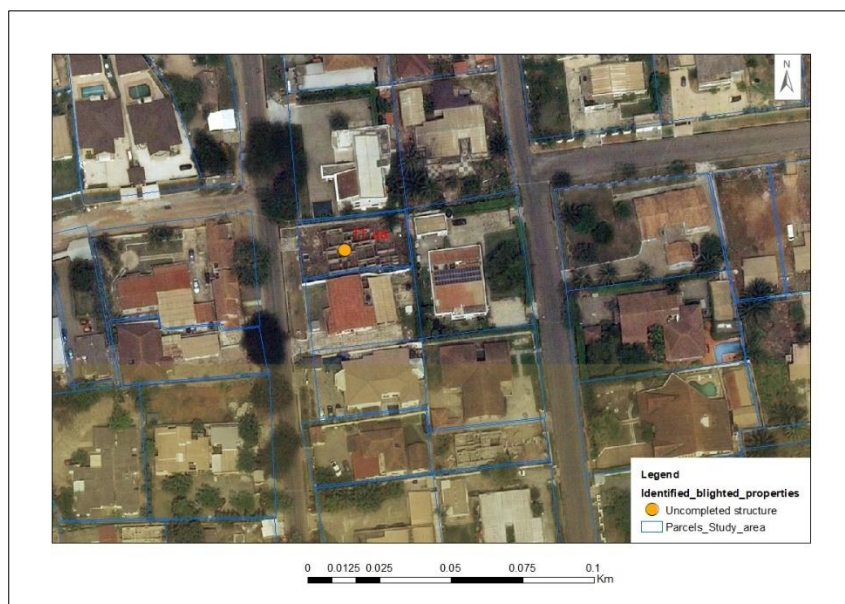 N
Legend
Identified_blighted_properties
Uncompleted structure
Parcels_Study_area
0 0.0125 0.025 0.05 0.075 0.1
Km